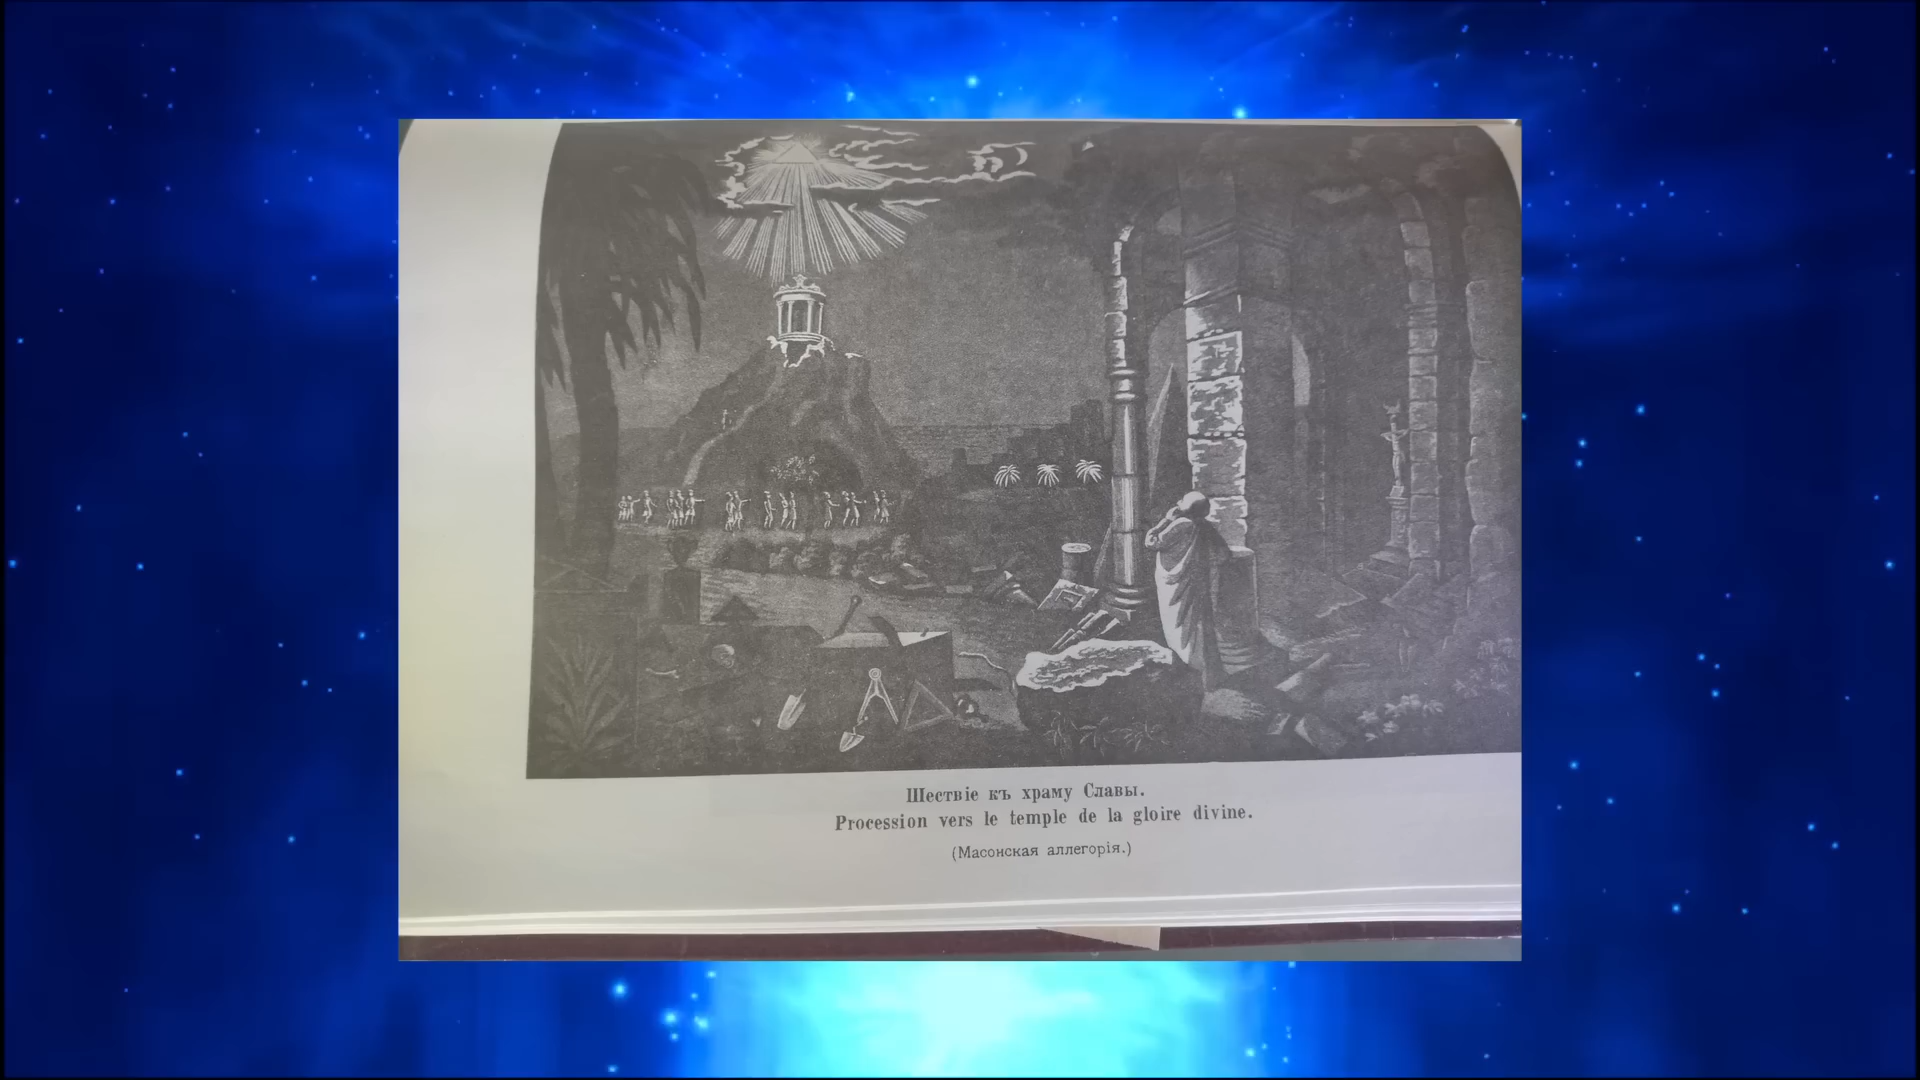 Шествіе къ храму Славы.
Procession vers le temple de la gloire divine.
(Масонская аллегорія.)